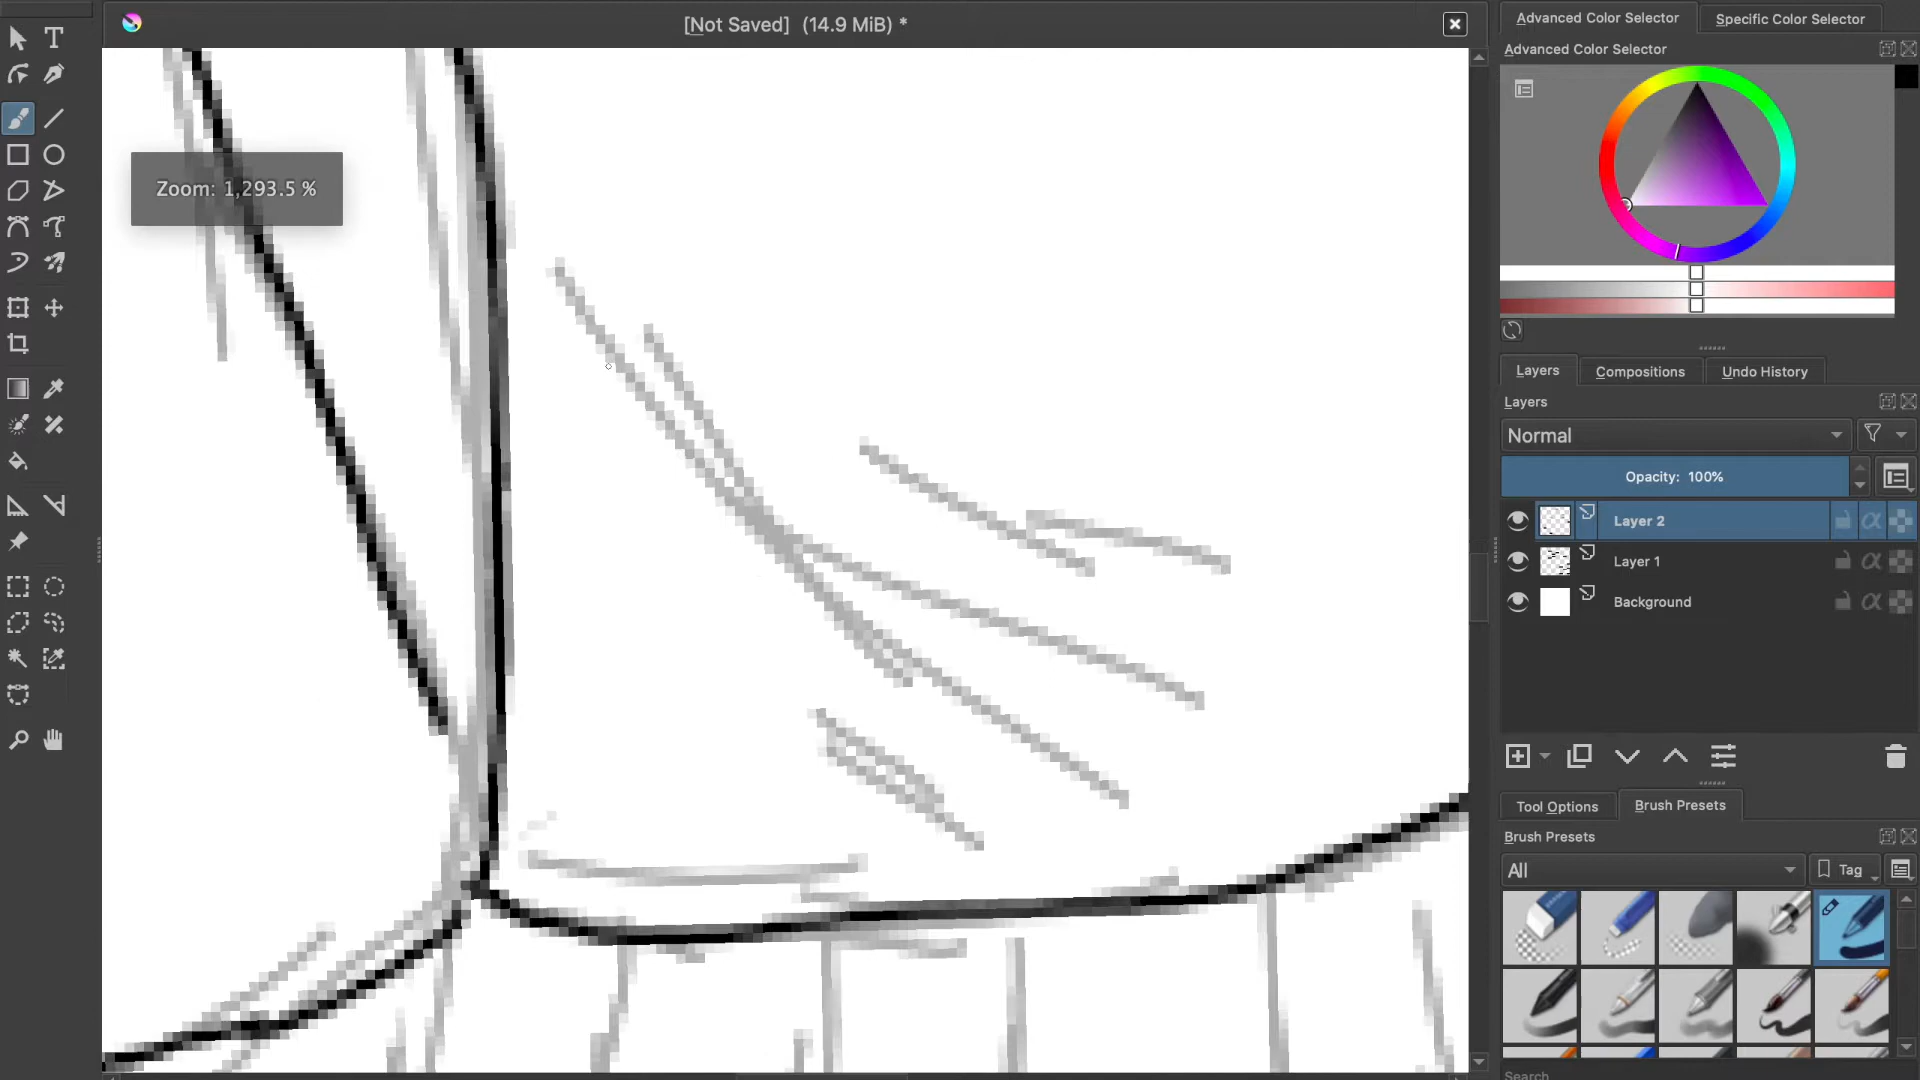 [Not Saved]  (14.9 MiB) *
Zoom: 1,293.5 %
Advanced Color Selector
Specific Color Selector
Advanced Color Selector
Layers
Compositions
Undo History
Layers
Normal
Opacity: 100%
Layer 2
Layer 1
Background
Tool Options
Brush Presets
Brush Presets
All
Tag
Search